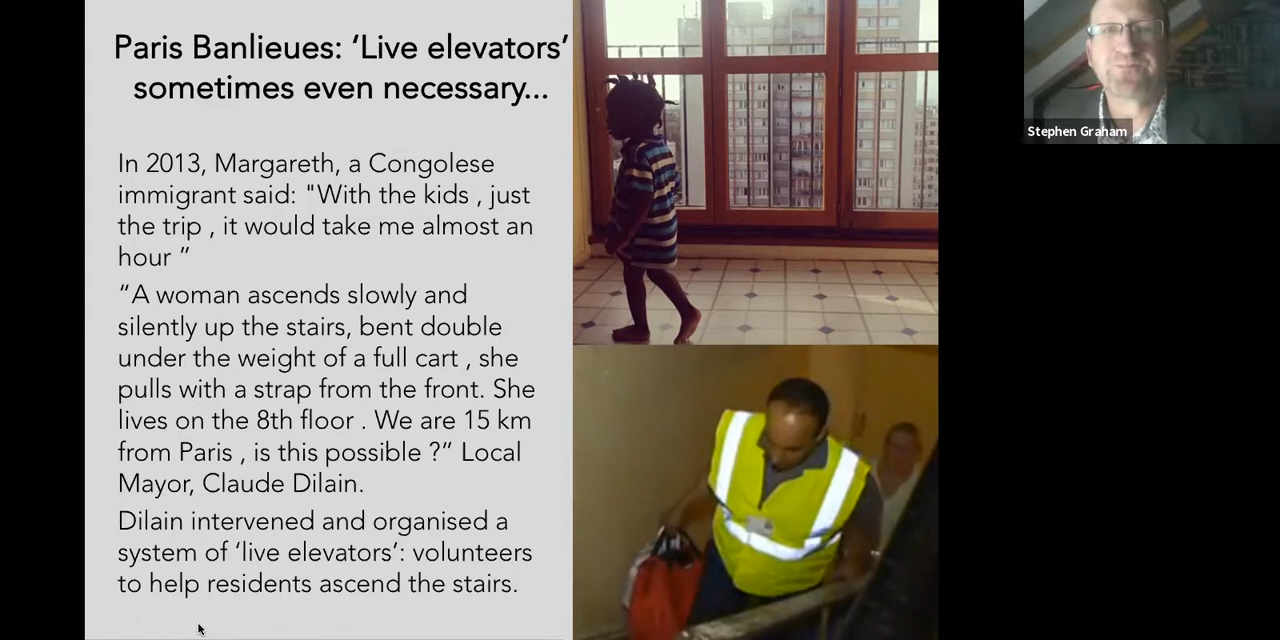 Paris Banlieues: ‘Live elevators’
sometimes even necessary...
In 2013, Margareth, a Congolese
immigrant said: "With the kids , just
the trip , it would take me almost an
hour ”
“A woman ascends slowly and
silently up the stairs, bent double
under the weight of a full cart , she
pulls with a strap from the front. She
lives on the 8th floor . We are 15 km
from Paris , is this possible ?” Local
Mayor, Claude Dilain.
Dilain intervened and organised a
system of ‘live elevators’: volunteers
to help residents ascend the stairs.
Stephen Graham